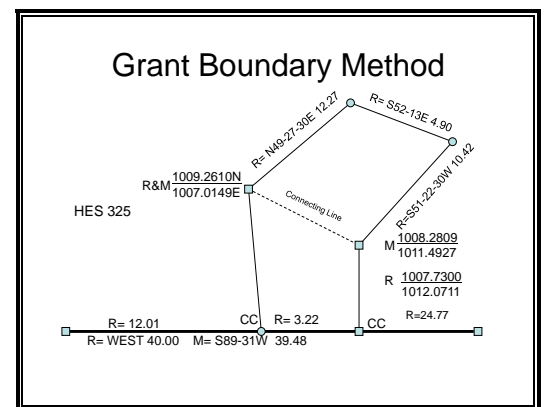 Grant Boundary Method
R= N49-27-30E 12.27
R= S52-13E 4.90
R=S51-22-30W 10.42
R&M 1009.2610N
1007.0149E
Connecting Line
HES 325
M 1008.2809
1011.4927
R 1007.7300
1012.0711
R= 12.01
CC
R= 3.22
CC
R=24.77
R= WEST 40.00 M= S89-31W 39.48